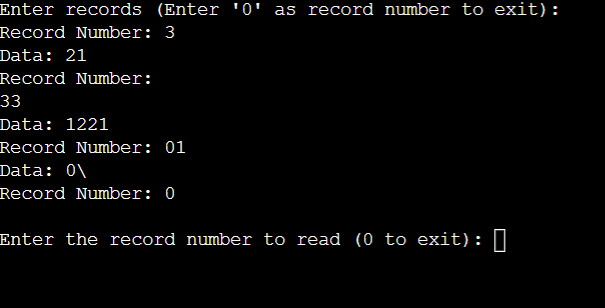 Enter records (Enter '0' as record number to exit):
Record Number: 3
Data: 21
Record Number:
33
Data: 1221
Record Number: 01
Data: 0\
Record Number: 0
Enter the record number to read (0 to exit):